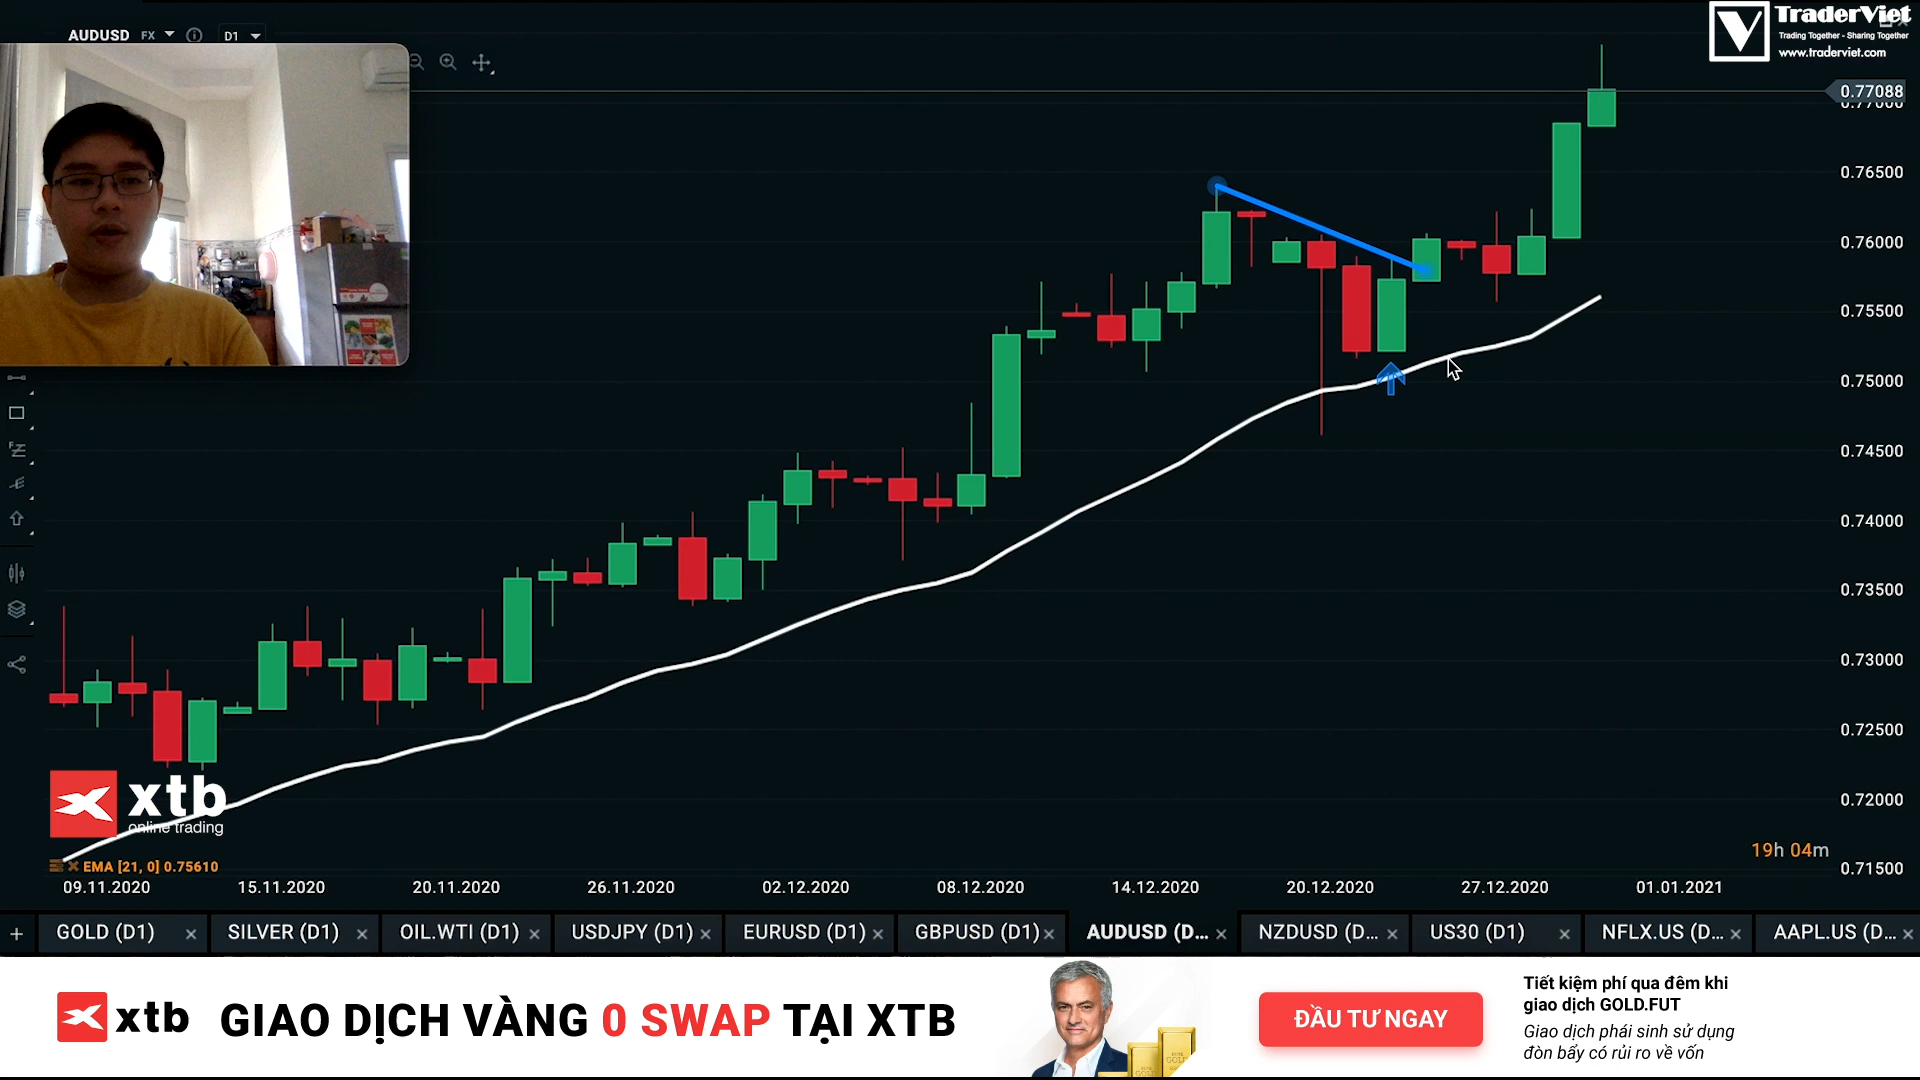 AUDUSD FX D1
TraderViet
Trading Together - Sharing Together
www.traderviet.com
0.77088
0.77000
0.76500
0.76000
0.75500
0.75000
0.74500
0.74000
0.73500
0.73000
0.72500
0.72000
0.71500
xtb
online trading
EMA [21, 0] 0.75610
19h 04m
09.11.2020 15.11.2020 20.11.2020 26.11.2020 02.12.2020 08.12.2020 14.12.2020 20.12.2020 27.12.2020 01.01.2021
+ GOLD (D1) × SILVER (D1) × OIL.WTI (D1) × USDJPY (D1) × EURUSD (D1) × GBPUSD (D1) × AUDUSD (D... × NZDUSD (D... × US30 (D1) × NFLX.US (D... × AAPL.US (D... ×
xtb GIAO DỊCH VÀNG 0 SWAP TẠI XTB
ĐẦU TƯ NGAY
Tiết kiệm phí qua đêm khi
giao dịch GOLD.FUT
Giao dịch phái sinh sử dụng
đòn bẩy có rủi ro về vốn